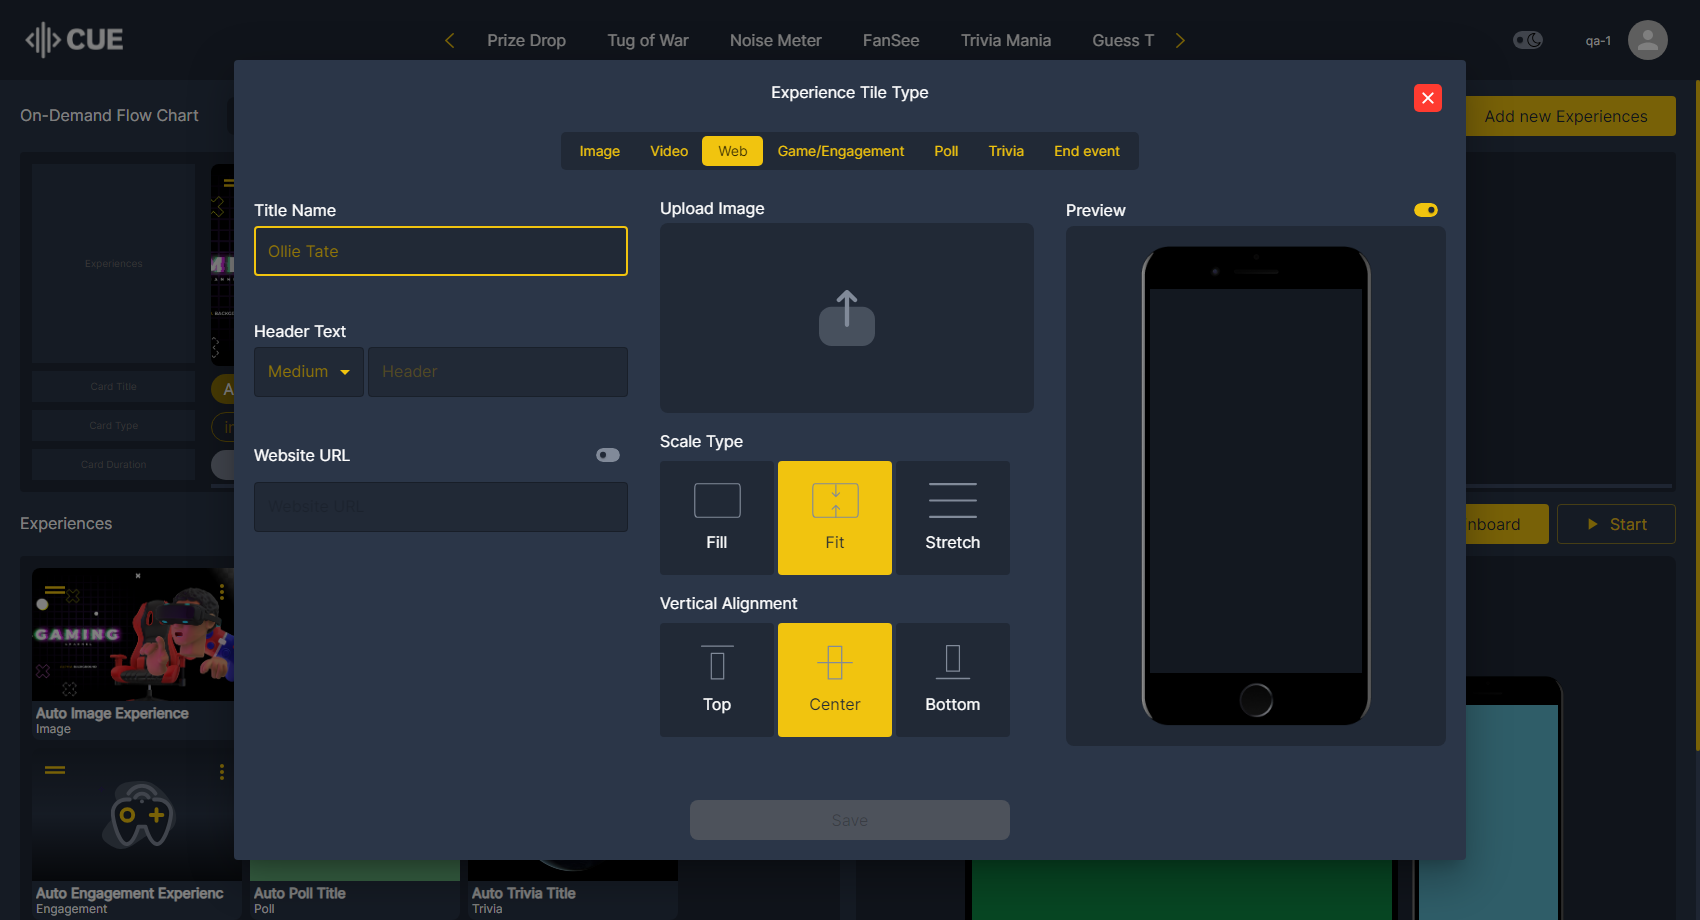 CUE
Prize Drop
Tug of War
Noise Meter
FanSee
Trivia Mania
Guess T
qa-1
On-Demand Flow Chart
Add new Experiences
Experience Tile Type
Image
Video
Web
Game/Engagement
Poll
Trivia
End event
Title Name
Ollie Tate
Header Text
Medium
Header
Website URL
Website URL
Upload Image
Scale Type
Fill
Fit
Stretch
Vertical Alignment
Top
Center
Bottom
Preview
Save
Experiences
Card Title
Card Type
Card Duration
A
in
Experiences
nboard
Start
GAMING
Auto Image Experience
Image
Auto Engagement Experienc
Engagement
Auto Poll Title
Poll
Auto Trivia Title
Trivia